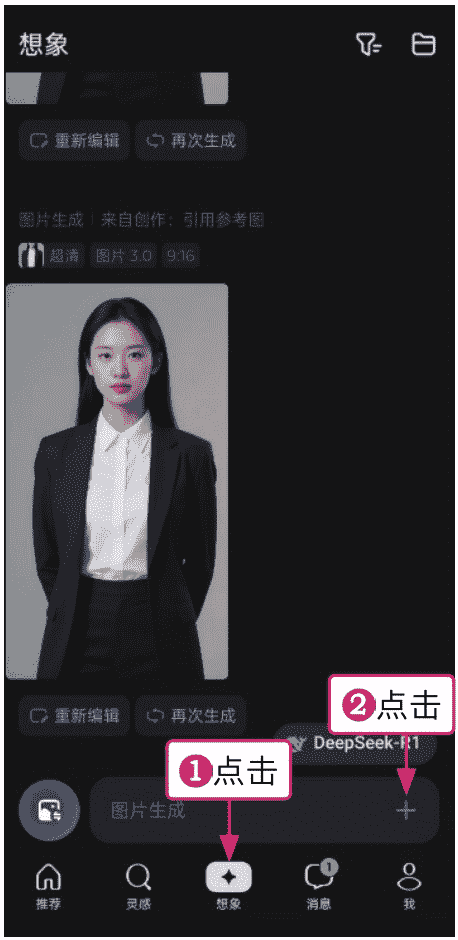 想象
重新编辑
再次生成
图片生成 | 来自创作：引用参考图
超清
图片 3.0
9:16
重新编辑
再次生成
❷点击
DeepSeek-R1
❶点击
图片生成
推荐
灵感
想象
消息
1
我